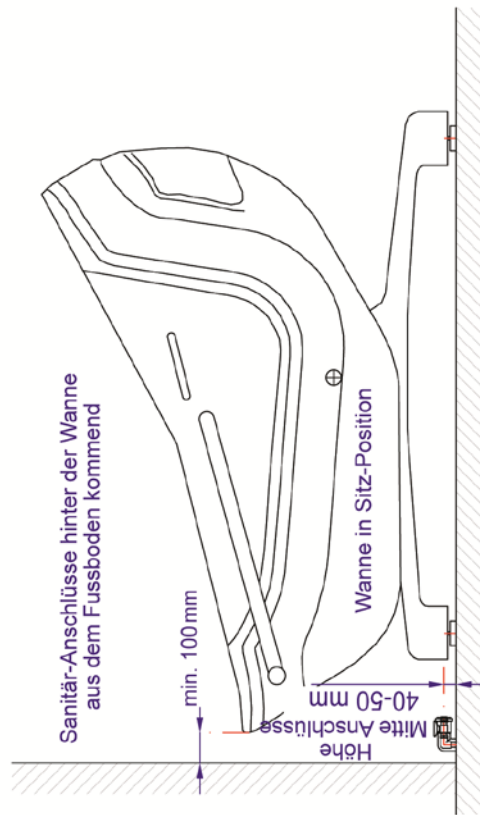 Sanitär-Anschlüsse hinter der Wanne
aus dem Fussboden kommend
min. 100mm
Wanne in Sitz-Position
Höhe
Mitte Anschlüsse
40-50 mm